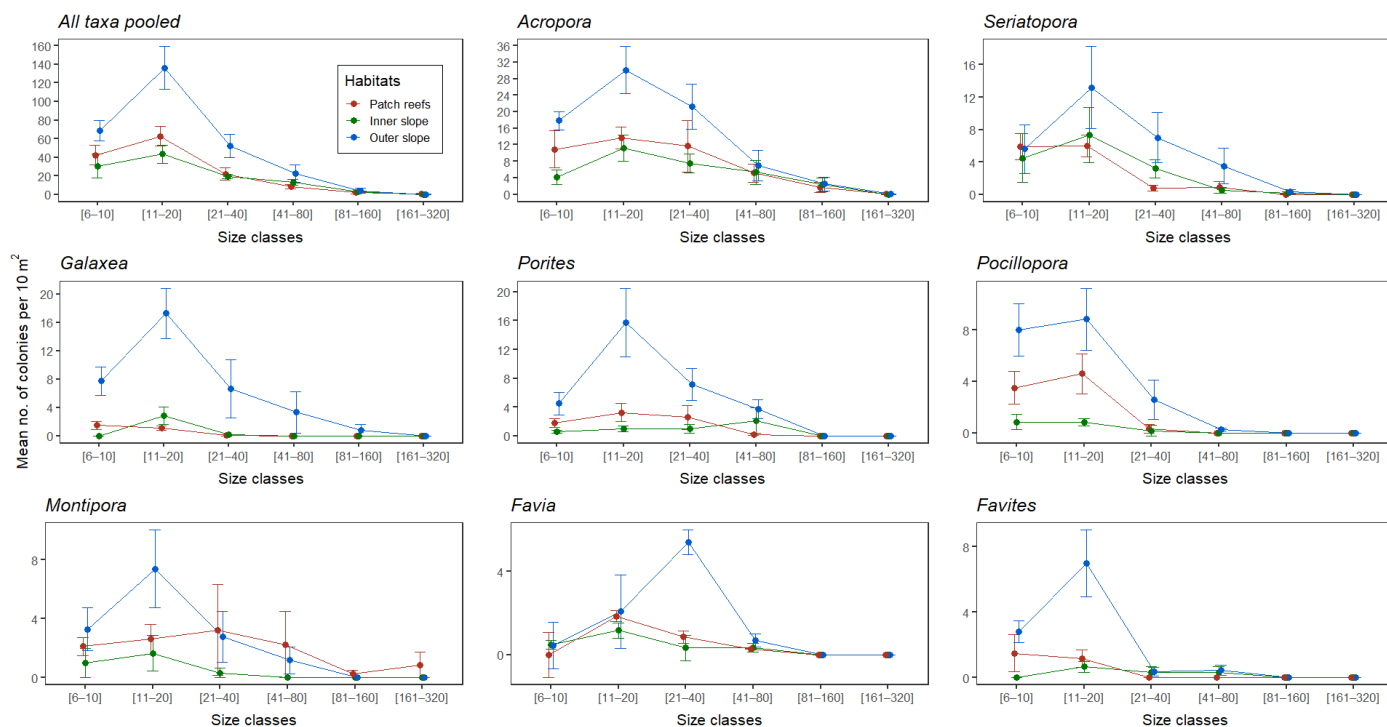 All taxa pooled
160
140
120
100
80
60
40
20
0
Habitats
Patch reefs
Inner slope
Outer slope
[6–10] [11–20] [21–40] [41–80] [81–160] [161–320]
Size classes
Acropora
36
32
28
24
20
16
12
8
4
0
[6–10] [11–20] [21–40] [41–80] [81–160] [161–320]
Size classes
Seriatopora
16
12
8
4
0
[6–10] [11–20] [21–40] [41–80] [81–160] [161–320]
Size classes
Mean no. of colonies per 10 m²
Galaxea
20
16
12
8
4
0
[6–10] [11–20] [21–40] [41–80] [81–160] [161–320]
Size classes
Porites
20
16
12
8
4
0
[6–10] [11–20] [21–40] [41–80] [81–160] [161–320]
Size classes
Pocillopora
8
4
0
[6–10] [11–20] [21–40] [41–80] [81–160] [161–320]
Size classes
Montipora
8
4
0
[6–10] [11–20] [21–40] [41–80] [81–160] [161–320]
Size classes
Favia
4
0
[6–10] [11–20] [21–40] [41–80] [81–160] [161–320]
Size classes
Favites
8
4
0
[6–10] [11–20] [21–40] [41–80] [81–160] [161–320]
Size classes